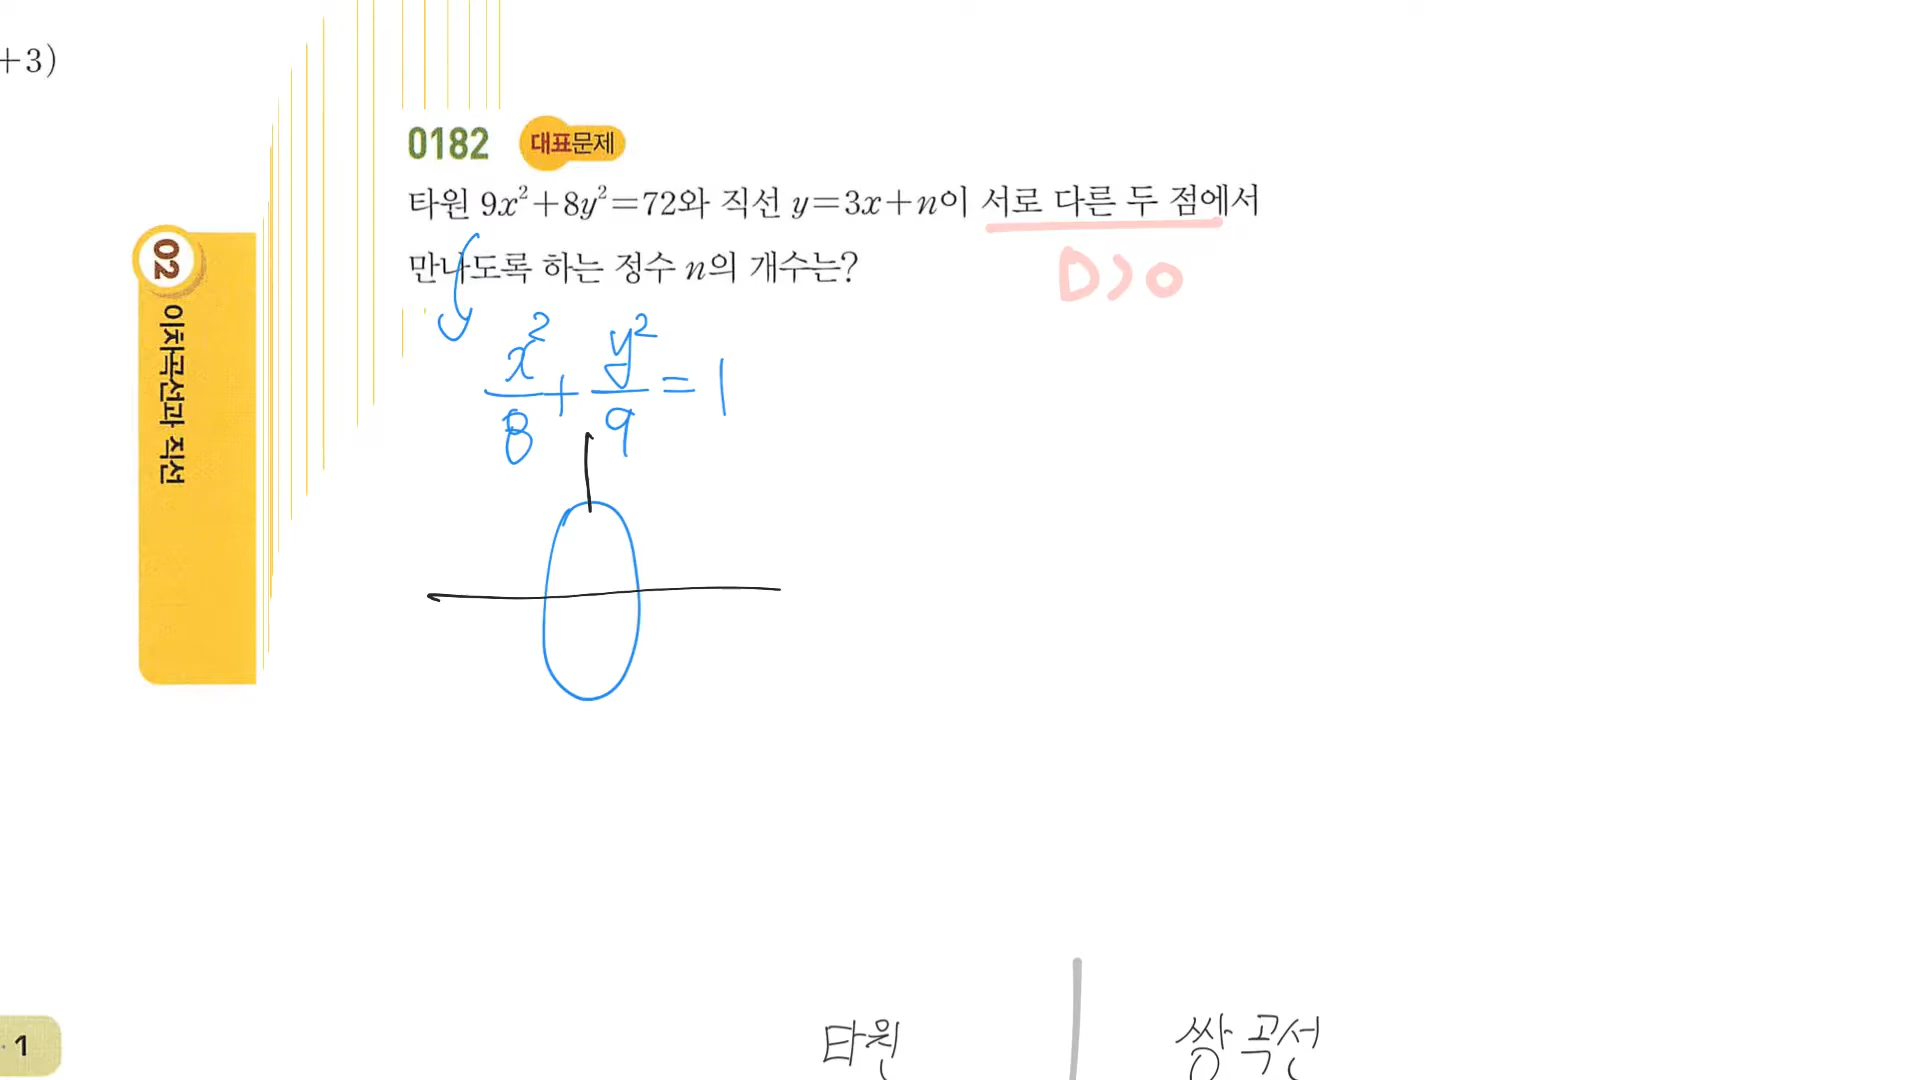 +3)
0182 대표문제
타원 9x²+8y²=72와 직선 y=3x+n이 서로 다른 두 점에서
만나도록 하는 정수 n의 개수는?
D>0
x²/8 + y²/9 = 1
02 이차곡선과 직선
타원
쌍곡선
·1